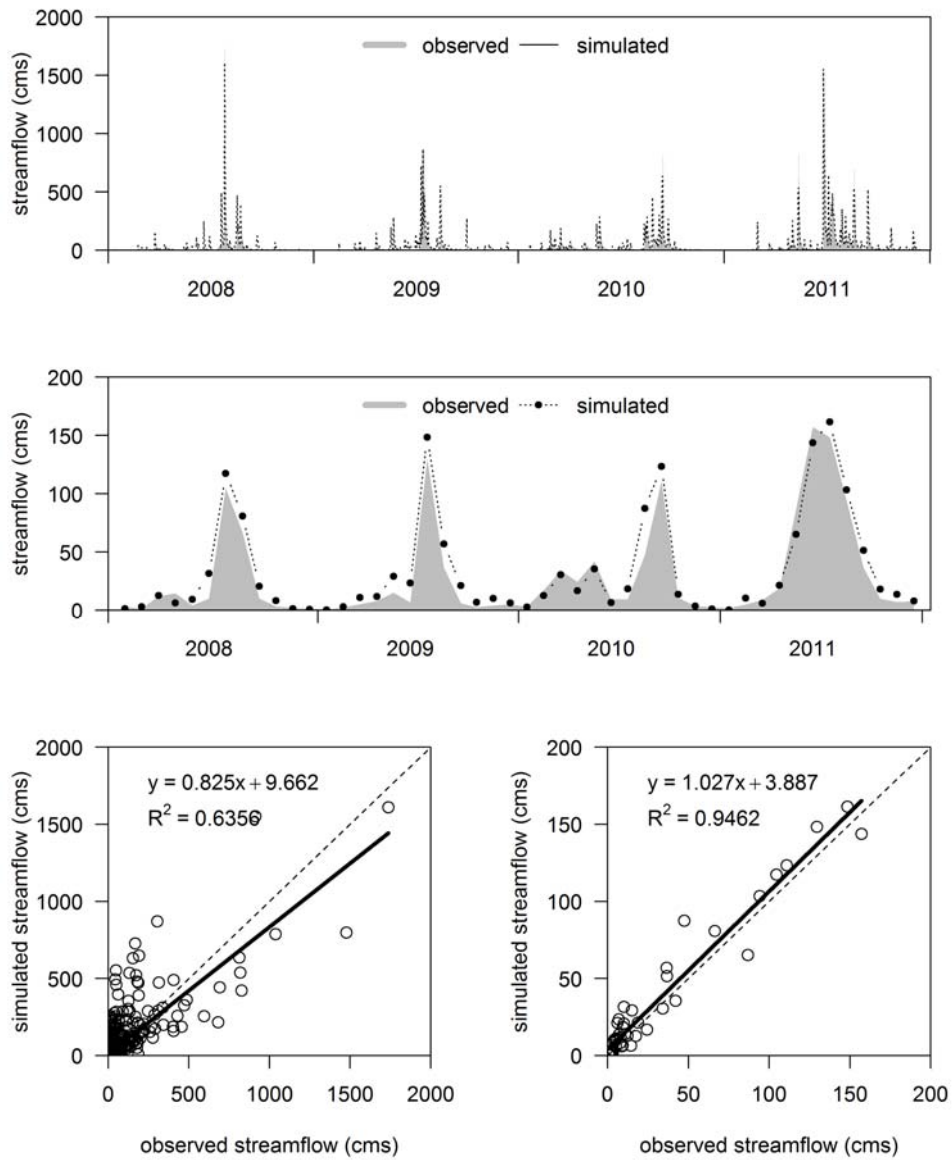 streamflow (cms)
2000
1500
1000
500
0
observed simulated
2008 2009 2010 2011
streamflow (cms)
200
150
100
50
0
observed simulated
2008 2009 2010 2011
simulated streamflow (cms)
2000
1500
1000
500
0
y = 0.825x + 9.662
R² = 0.6356
0 500 1000 1500 2000
observed streamflow (cms)
simulated streamflow (cms)
200
150
100
50
0
y = 1.027x + 3.887
R² = 0.9462
0 50 100 150 200
observed streamflow (cms)